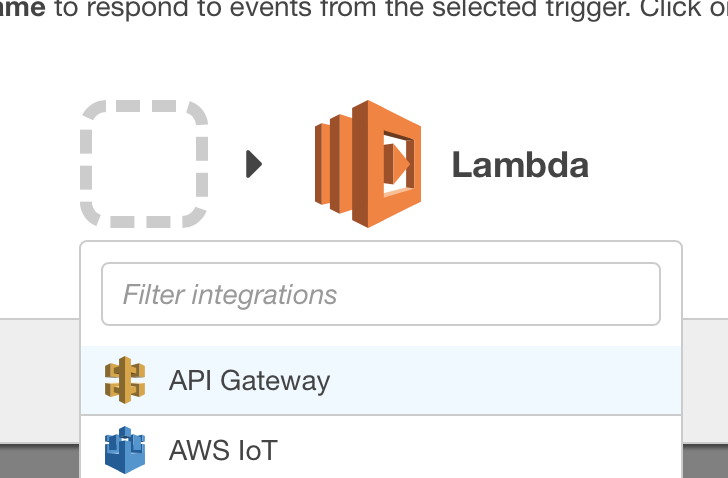 to respond to events from the selected trigger. Click
Lambda
Filter integrations
API Gateway
AWS IoT